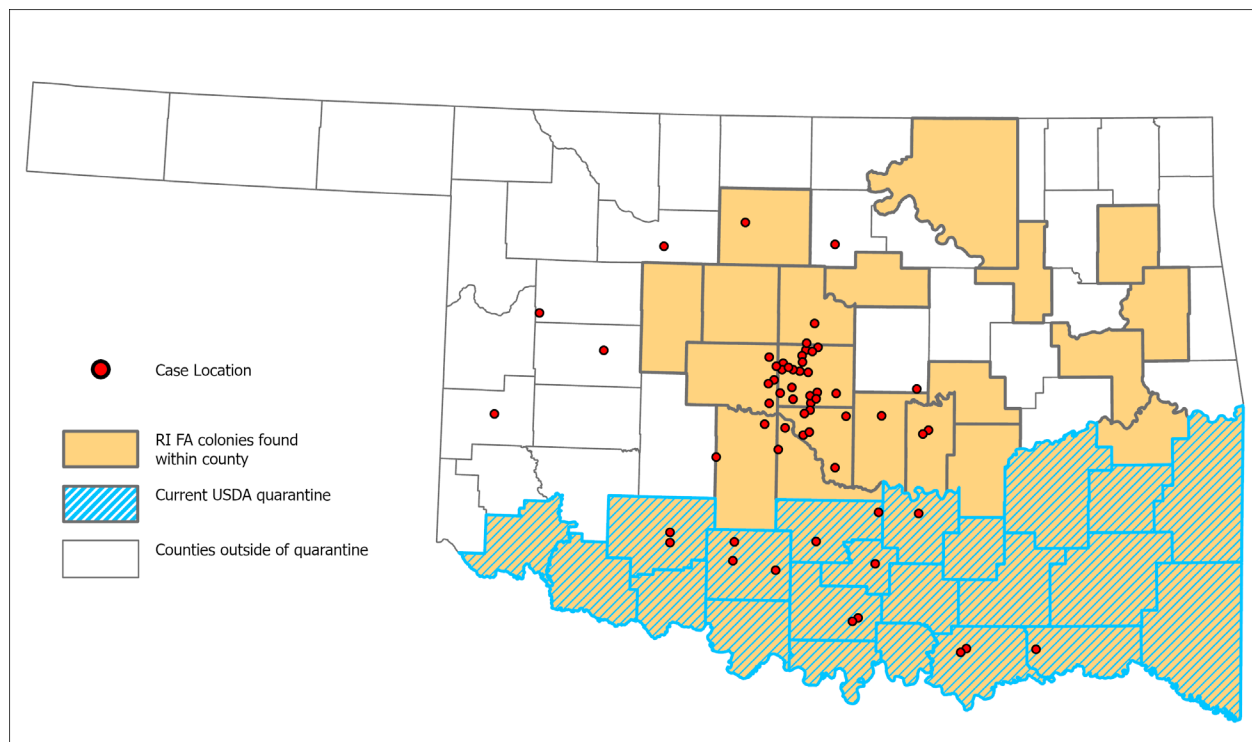 Case Location
RI FA colonies found
within county
Current USDA quarantine
Counties outside of quarantine